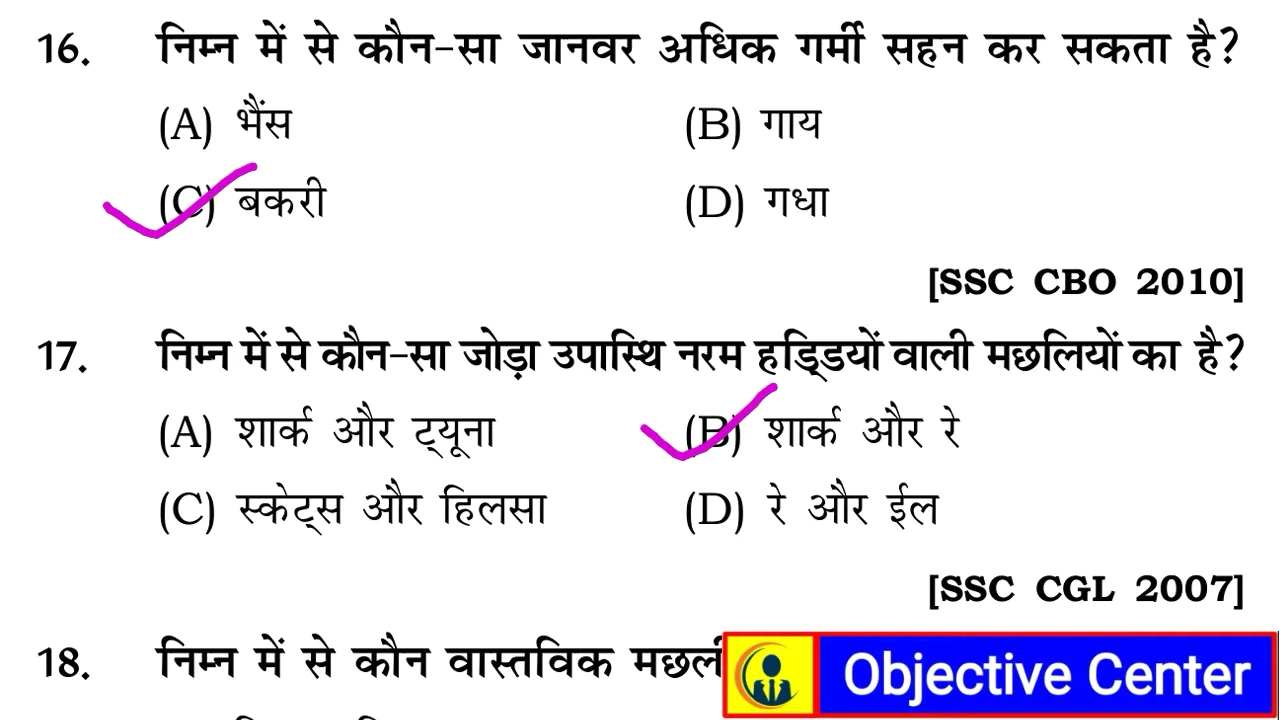 16. निम्न में से कौन-सा जानवर अधिक गर्मी सहन कर सकता है?
(A) भैंस (B) गाय
(C) बकरी (D) गधा
[SSC CBO 2010]
17. निम्न में से कौन-सा जोड़ा उपास्थि नरम हड्डियों वाली मछलियों का है?
(A) शार्क और ट्यूना (B) शार्क और रे
(C) स्केट्स और हिलसा (D) रे और ईल
[SSC CGL 2007]
18. निम्न में से कौन वास्तविक
Objective Center